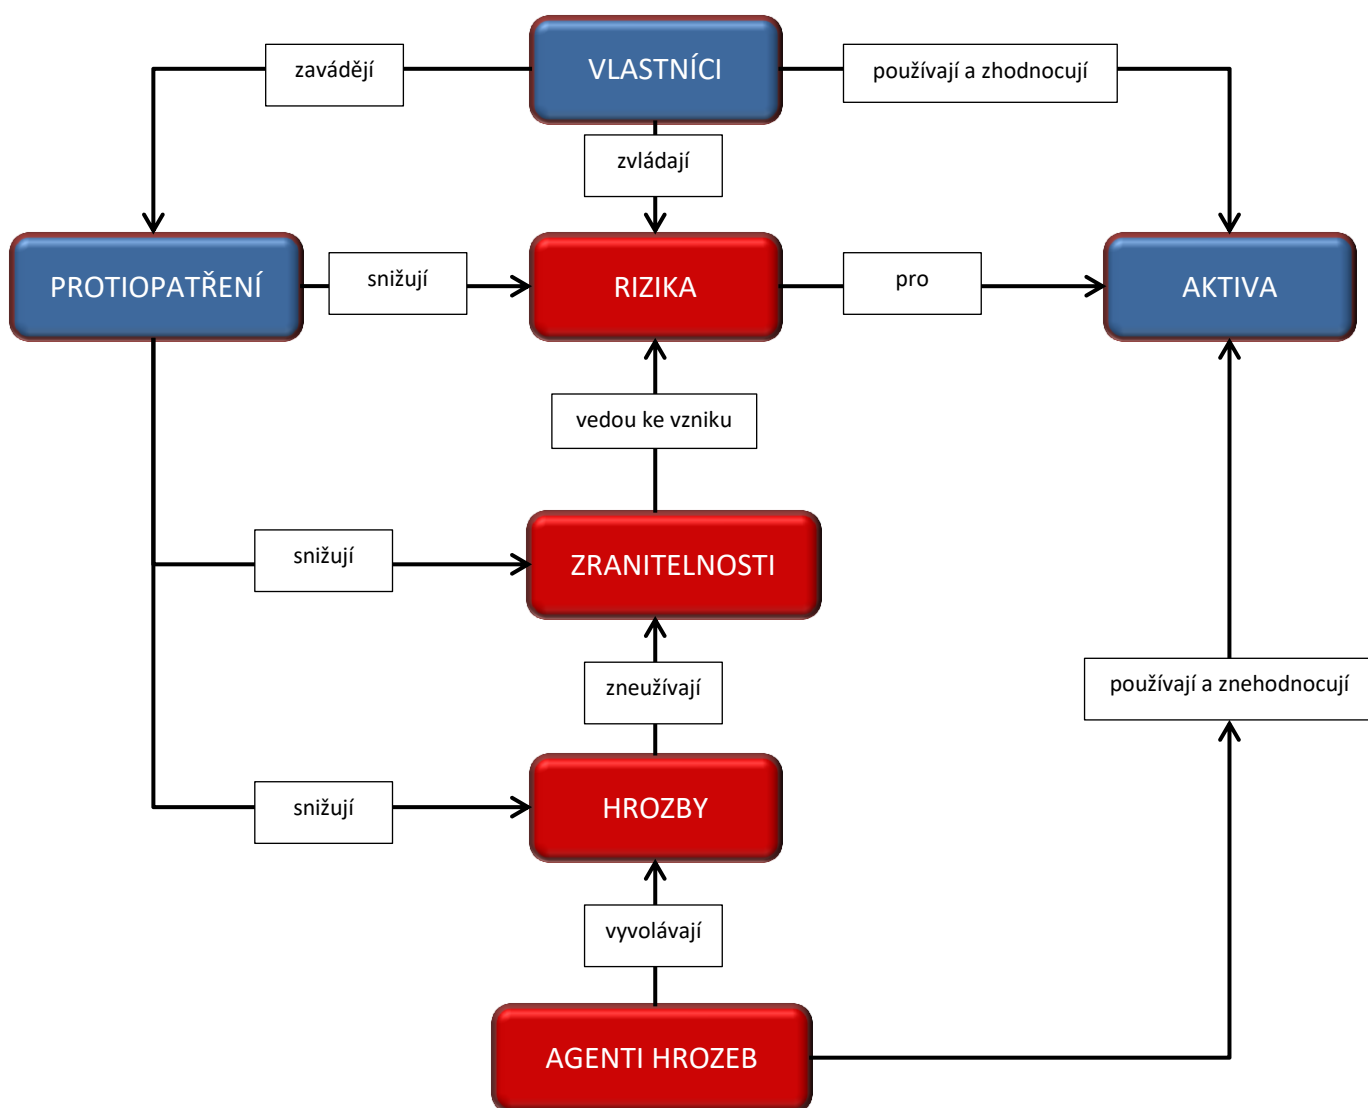 zavádějí
VLASTNÍCI
používají a zhodnocují
zvládají
PROTIOPATŘENÍ
snižují
RIZIKA
pro
AKTIVA
vedou ke vzniku
snižují
ZRANITELNOSTI
zneužívají
používají a znehodnocují
snižují
HROZBY
vyvolávají
AGENTI HROZEB